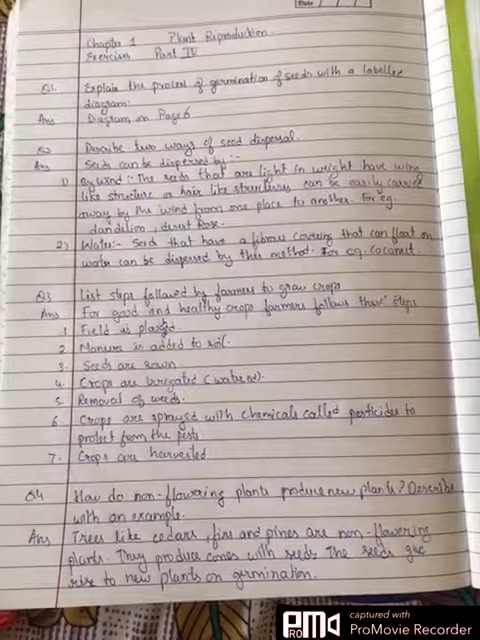 Date / / /
Chapter 1 Plant Reproduction
Exercises Part IV
Q1. Explain the process of germination of seeds with a labelled
diagram.
Ans Diagram on Page 6
Q2 Describe two ways of seed dispersal.
Ans Seeds can be dispersed by :-
1) By wind :- The seeds that are light in weight have wing
like structure or hair like structures can be easily carried
away by the wind from one place to another. For eg.
dandelion, desert Rose.
2) Water:- Seed that have a fibrous covering that can float on
water can be dispersed by this method. For eg. coconut.
Q3 List steps followed by farmers to grow crops
Ans For good and healthy crops farmers follows these steps
1 Field is
2 Manure is added to soil.
3. Seeds are sown
4. Crops are irrigated (watered).
5. Removal of weeds.
6. Crops are sprayed with chemicals called pesticides to
protect from the pests
7. Crops are harvested
Q4 How do non-flowering plants produce new plants? Describe
with an example.
Ans Trees like cedars, firs and pines are non-flowering
plants. They produce cones with seeds The seeds give
rise to new plants on germination.
PRO
captured with
ProMovie Recorder